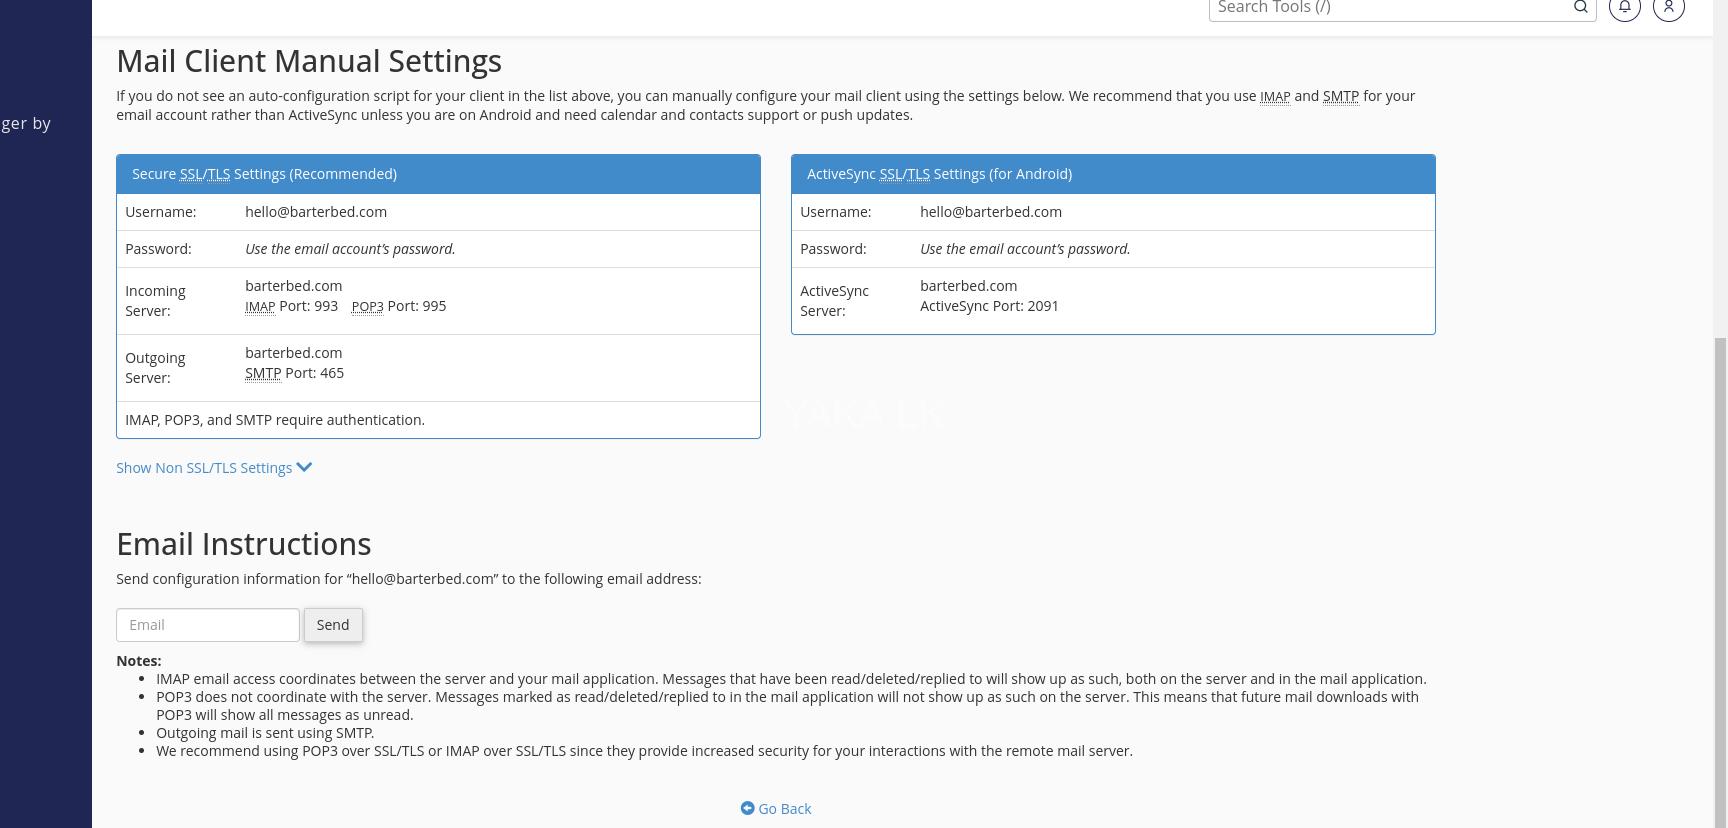 Search Tools (/)
ger by
Mail Client Manual Settings
If you do not see an auto-configuration script for your client in the list above, you can manually configure your mail client using the settings below. We recommend that you use IMAP and SMTP for your
email account rather than ActiveSync unless you are on Android and need calendar and contacts support or push updates.
Secure SSL/TLS Settings (Recommended)
Username: hello@barterbed.com
Password: Use the email account's password.
Incoming Server: barterbed.com
IMAP Port: 993 POP3 Port: 995
Outgoing Server: barterbed.com
SMTP Port: 465
IMAP, POP3, and SMTP require authentication.
ActiveSync SSL/TLS Settings (for Android)
Username: hello@barterbed.com
Password: Use the email account's password.
ActiveSync Server: barterbed.com
ActiveSync Port: 2091
YAKA LK
Show Non SSL/TLS Settings
Email Instructions
Send configuration information for “hello@barterbed.com” to the following email address:
Email
Send
Notes:
IMAP email access coordinates between the server and your mail application. Messages that have been read/deleted/replied to will show up as such, both on the server and in the mail application.
POP3 does not coordinate with the server. Messages marked as read/deleted/replied to in the mail application will not show up as such on the server. This means that future mail downloads with
POP3 will show all messages as unread.
Outgoing mail is sent using SMTP.
We recommend using POP3 over SSL/TLS or IMAP over SSL/TLS since they provide increased security for your interactions with the remote mail server.
Go Back